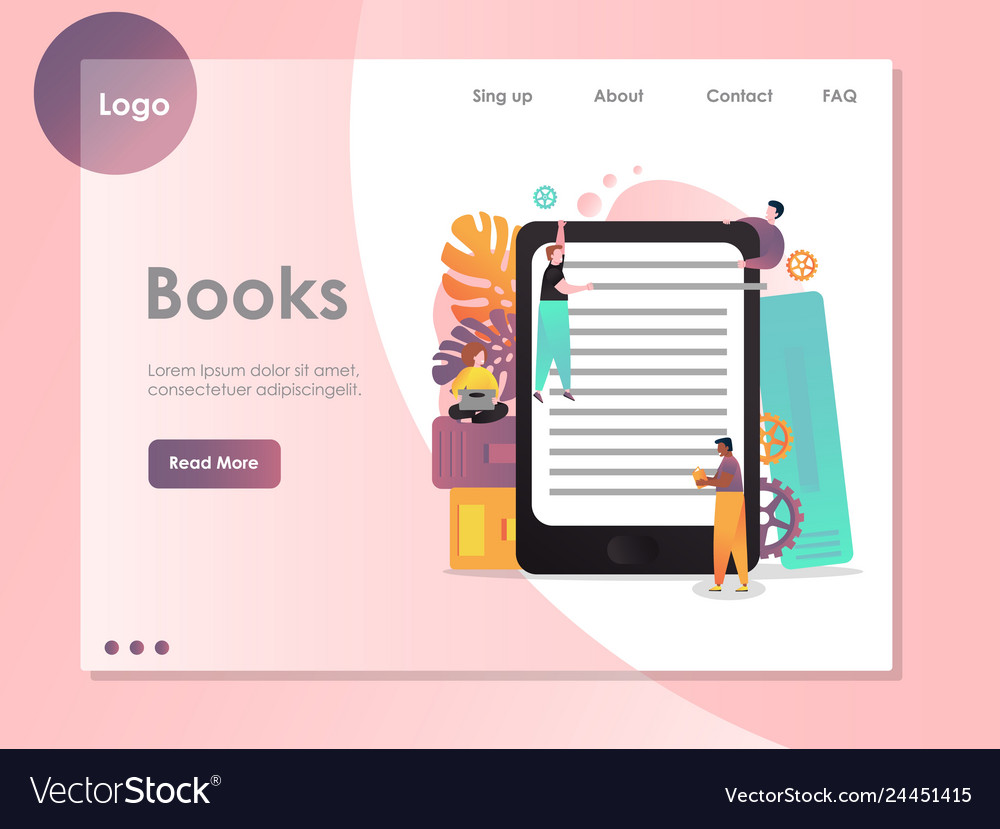 Logo
Sing up About Contact FAQ
Books
Lorem Ipsum dolor sit amet,
consectetuer adipiscingelit.
Read More
VectorStock®
VectorStock.com/24451415